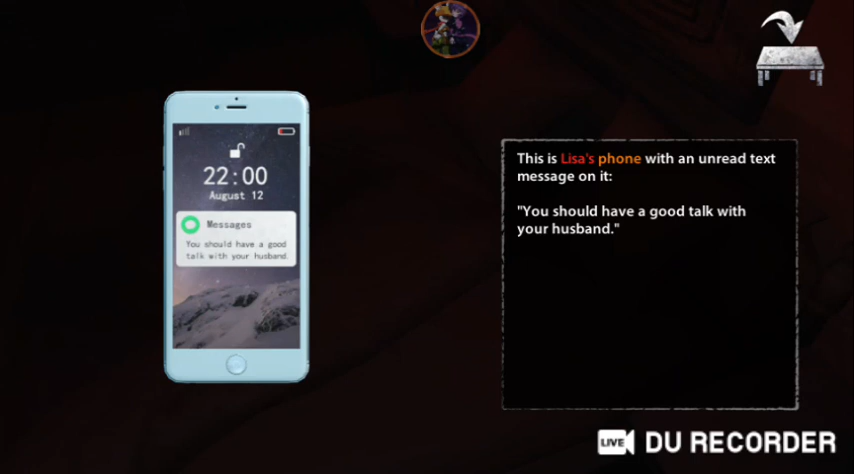 22:00
August 12
Messages
You should have a good
talk with your husband.
This is Lisa's phone with an unread text
message on it:
"You should have a good talk with
your husband."
LIVE DU RECORDER